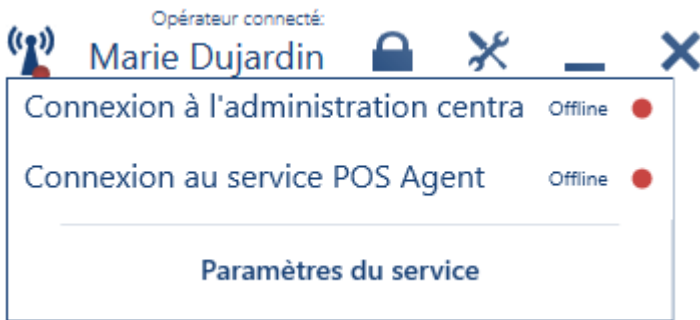 Opérateur connecté:
Marie Dujardin
Connexion à l'administration centra Offline
Connexion au service POS Agent Offline
Paramètres du service